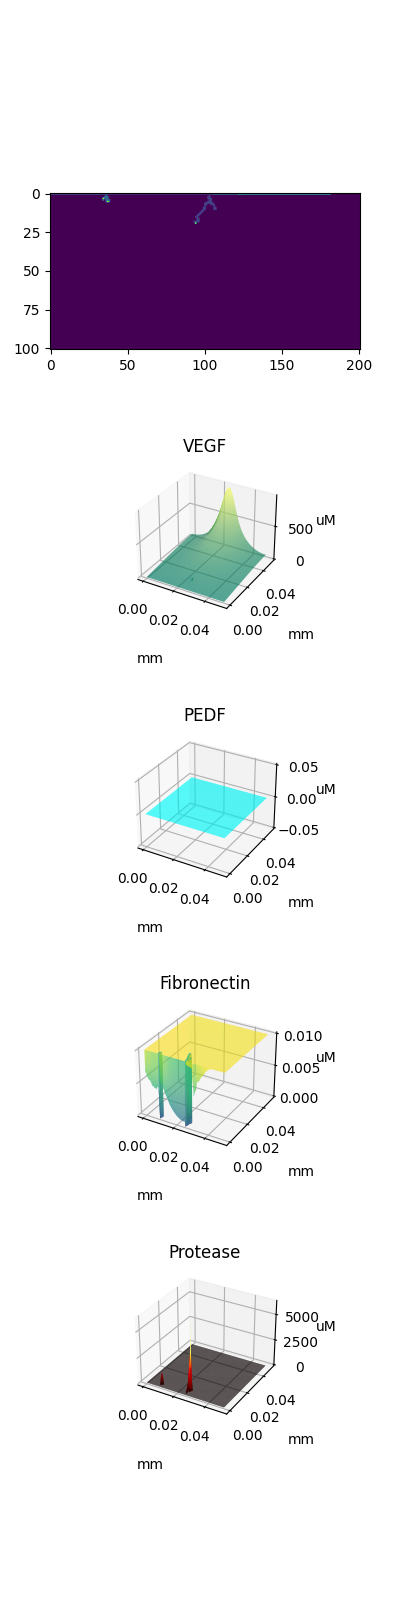 0
25
50
75
100
0 50 100 150 200
VEGF
500 uM
0
0.00 0.02 0.04
0.00 0.02 0.04
mm mm
PEDF
0.05
0.00 uM
−0.05
0.00 0.02 0.04
0.00 0.02 0.04
mm mm
Fibronectin
0.010
0.005 uM
0.000
0.00 0.02 0.04
0.00 0.02 0.04
mm mm
Protease
5000 uM
2500
0
0.00 0.02 0.04
0.00 0.02 0.04
mm mm